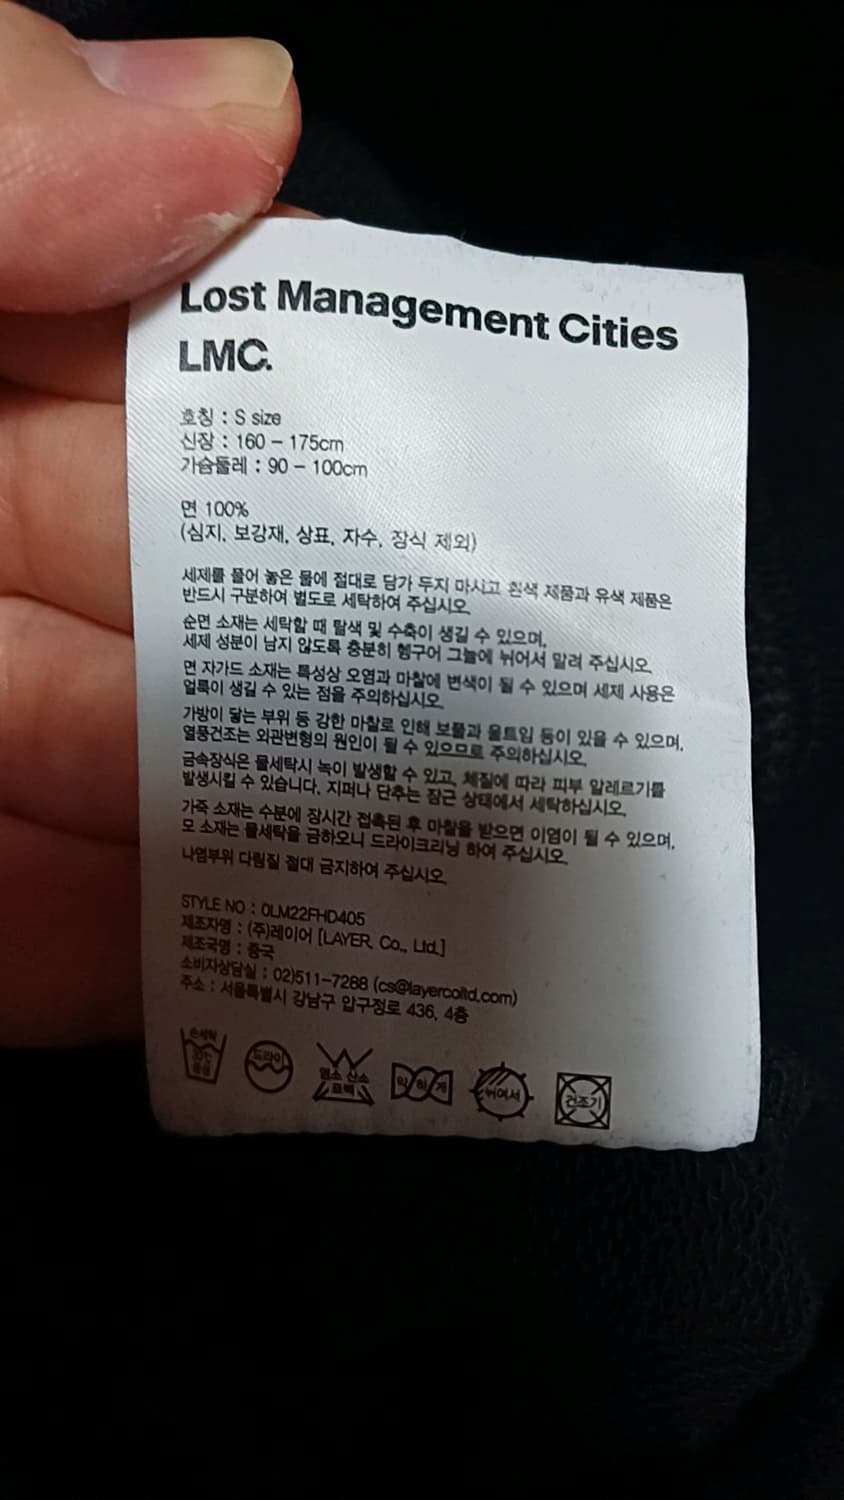 Lost Management Cities
LMC.
호칭 : S size
신장 : 160 – 175cm
가슴둘레 : 90 – 100cm
면 100%
(심지, 보강재, 상표, 자수, 장식 제외)
세제를 풀어 놓은 물에 절대로 담가 두지 마시고 흰색 제품과 유색 제품은
반드시 구분하여 별도로 세탁하여 주십시오.
순면 소재는 세탁할 때 탈색 및 수축이 생길 수 있으며,
세제 성분이 남지 않도록 충분히 헹구어 그늘에 뉘어서 말려 주십시오.
면 자가드 소재는 특성상 오염과 마찰에 변색이 될 수 있으며 세제 사용은
얼룩이 생길 수 있는 점을 주의하십시오.
가방이 닿는 부위 등 강한 마찰로 인해 보풀과 올트임 등이 있을 수 있으며,
열풍건조는 외관변형의 원인이 될 수 있으므로 주의하십시오.
금속장식은 물세탁시 녹이 발생할 수 있고, 체질에 따라 피부 알레르기를
발생시킬 수 있습니다. 지퍼나 단추는 잠근 상태에서 세탁하십시오.
가죽 소재는 수분에 장시간 접촉된 후 마찰을 받으면 이염이 될 수 있으며,
모 소재는 물세탁을 금하오니 드라이크리닝 하여 주십시오.
나염부위 다림질 절대 금지하여 주십시오.
STYLE NO : 0LM22FHD405
제조자명 : (주)레이어 [LAYER. Co., Ltd.]
제조국명 : 중국
소비자상담실 : 02)511-7288 (cs@layercoltd.com)
주소 : 서울특별시 강남구 압구정로 436, 4층
손세탁 30℃ 중성 드라이 염소 산소 표백 약하게 뉘어서 건조기